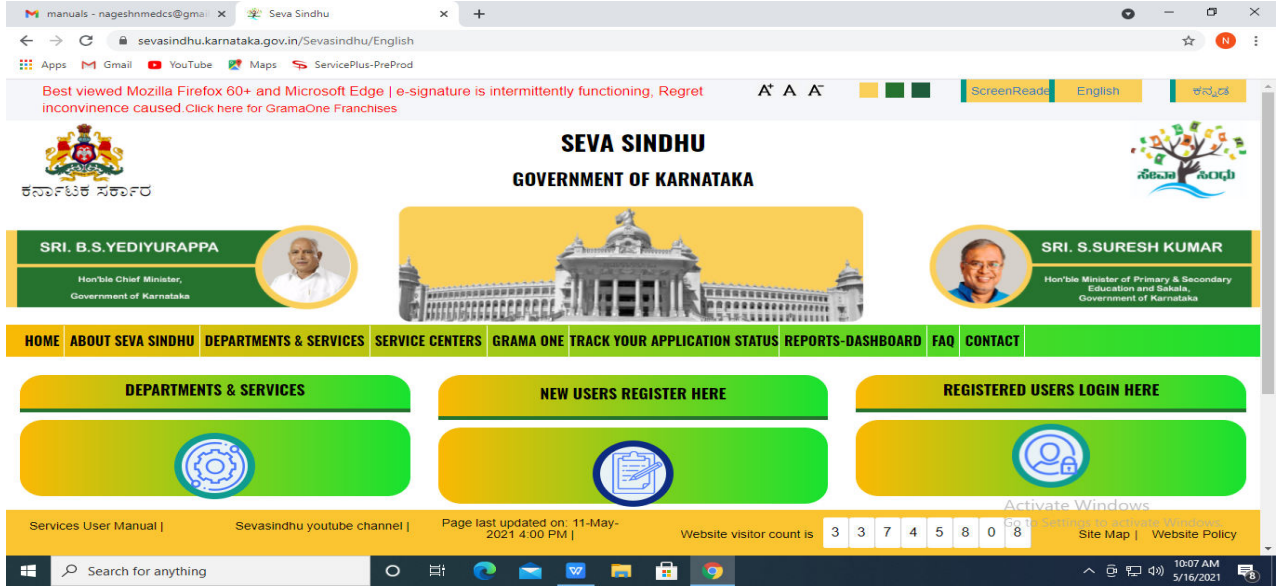 manuals - nageshnmedcs@gmai
Seva Sindhu
sevasindhu.karnataka.gov.in/Sevasindhu/English
N
Apps Gmail YouTube Maps ServicePlus-PreProd
Best viewed Mozilla Firefox 60+ and Microsoft Edge | e-signature is intermittently functioning, Regret
inconvinence caused.Click here for GramaOne Franchises
A+ A A-
ScreenReade English ಕನ್ನಡ
ಕರ್ನಾಟಕ ಸರ್ಕಾರ
SEVA SINDHU
GOVERNMENT OF KARNATAKA
ಸೇವಾ ಸಿಂಧು
SRI. B.S.YEDIYURAPPA
Hon'ble Chief Minister,
Government of Karnataka
SRI. S.SURESH KUMAR
Hon'ble Minister of Primary & Secondary
Education and Sakala,
Government of Karnataka
HOME ABOUT SEVA SINDHU DEPARTMENTS & SERVICES SERVICE CENTERS GRAMA ONE TRACK YOUR APPLICATION STATUS REPORTS-DASHBOARD FAQ CONTACT
DEPARTMENTS & SERVICES
NEW USERS REGISTER HERE
REGISTERED USERS LOGIN HERE
Activate Windows
Go to Settings to activate Windows.
Services User Manual |
Sevasindhu youtube channel |
Page last updated on: 11-May-
2021 4:00 PM |
Website visitor count is 3 3 7 4 5 8 0 8
Site Map | Website Policy
Search for anything
10:07 AM
5/16/2021
8